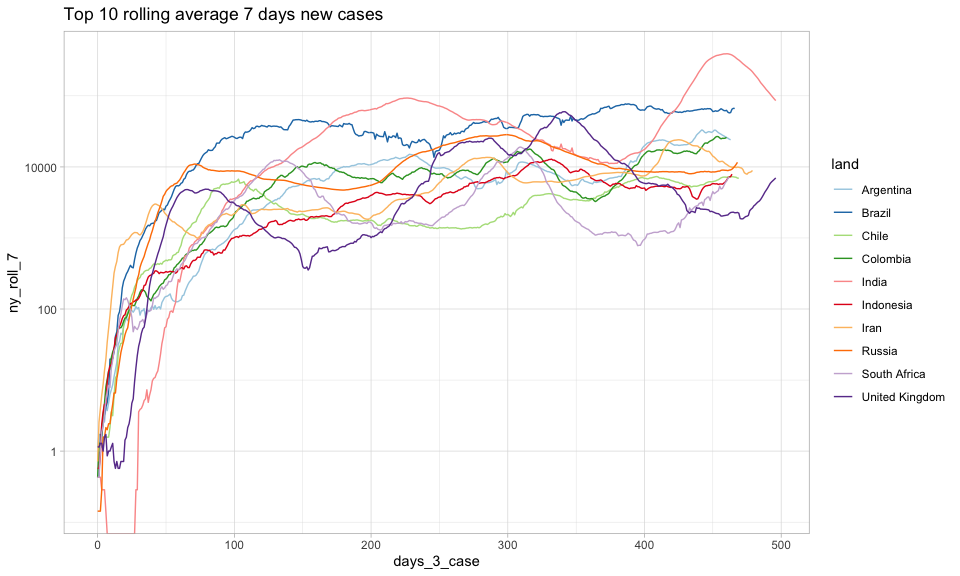 Top 10 rolling average 7 days new cases
ny_roll_7
10000
100
1
0
100
200
300
400
500
days_3_case
land
Argentina
Brazil
Chile
Colombia
India
Indonesia
Iran
Russia
South Africa
United Kingdom